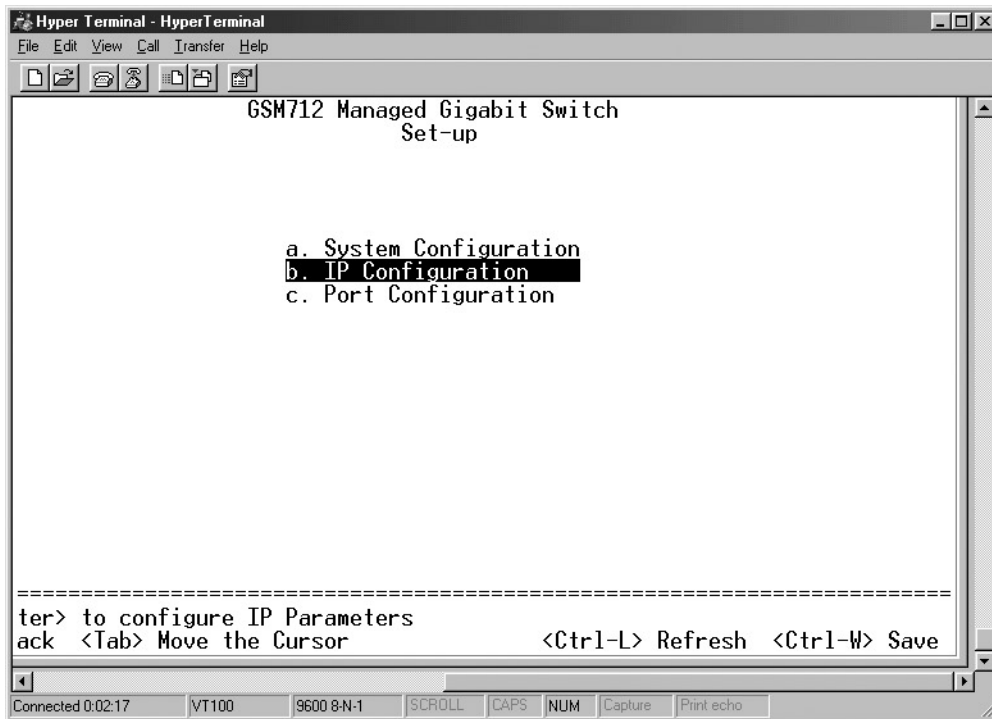 Hyper Terminal - HyperTerminal
File Edit View Call Transfer Help
GSM712 Managed Gigabit Switch
Set-up
a. System Configuration
b. IP Configuration
c. Port Configuration
================================================================================
ter> to configure IP Parameters
ack <Tab> Move the Cursor <Ctrl-L> Refresh <Ctrl-W> Save
Connected 0:02:17 VT100 9600 8-N-1 SCROLL CAPS NUM Capture Print echo